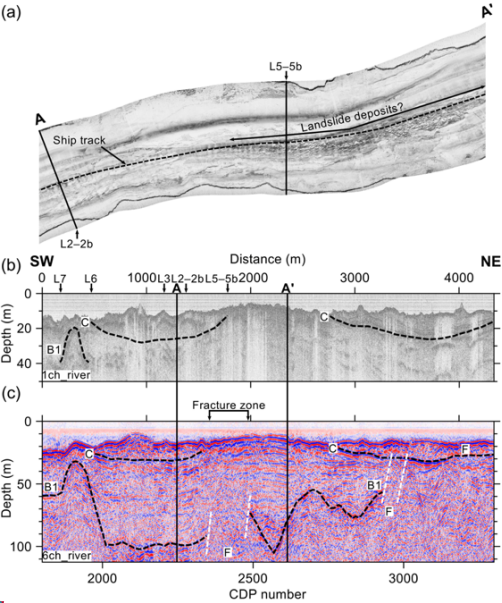 (a)
A'
L5–5b
A
Landslide deposits?
Ship track
L2–2b
SW
Distance (m)
NE
(b)
L7
L6
L3
L2–2b
L5–5b
0
1000
2000
3000
4000
A
A'
0
20
40
Depth (m)
C
C
B1
1ch_river
(c)
Fracture zone
0
50
100
Depth (m)
C
C
F
B1
B1
F
F
6ch_river
2000
2500
3000
CDP number